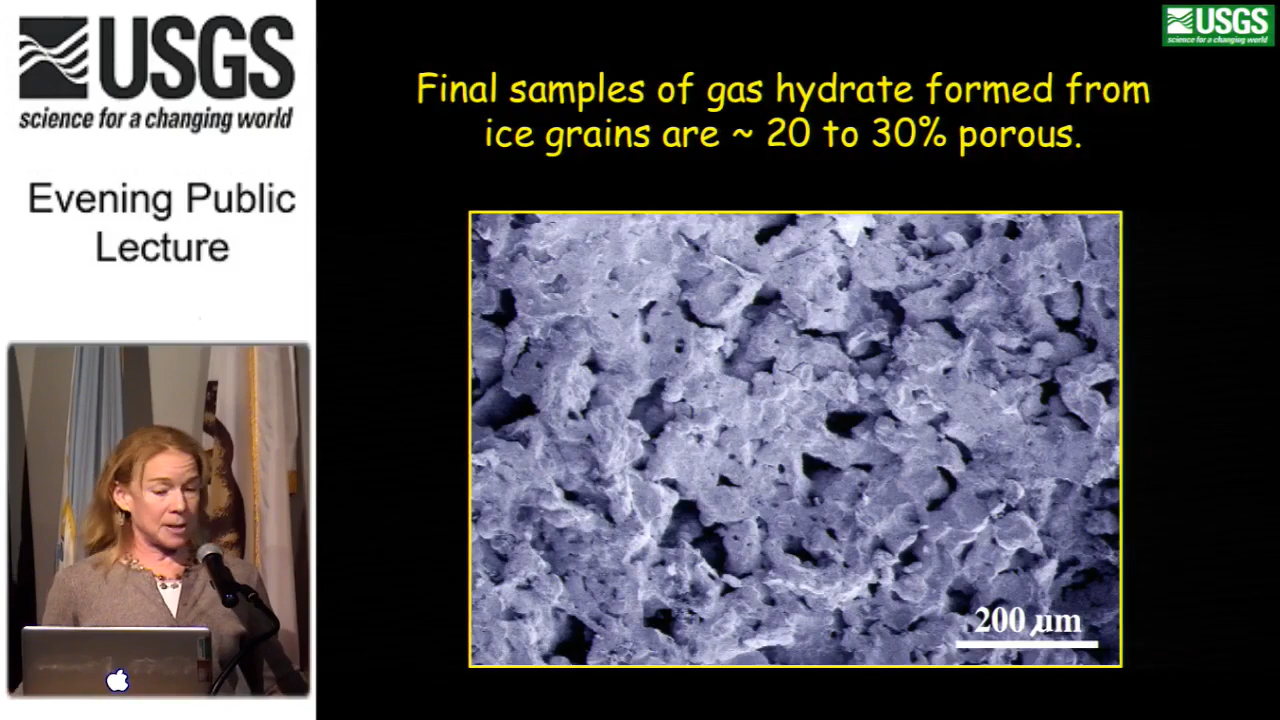 USGS
science for a changing world
Evening Public
Lecture
USGS
science for a changing world
Final samples of gas hydrate formed from
ice grains are ~ 20 to 30% porous.
200 µm